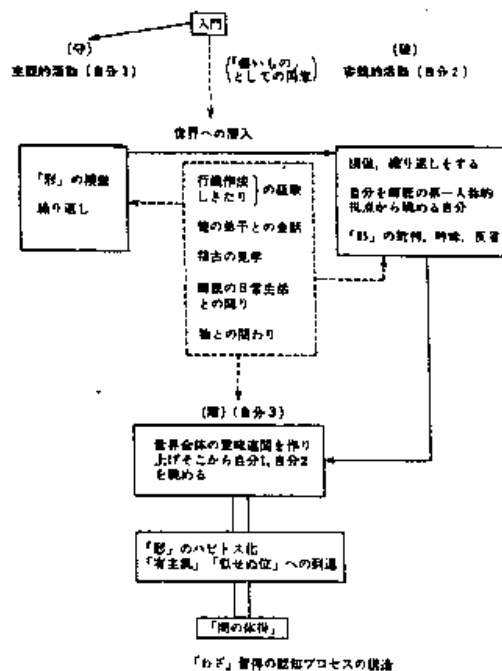 入門
(守)
主観的活動(自分1)
「善いもの」
としての同意
(破)
客観的活動(自分2)
世界への潜入
「形」の模倣
繰り返し
行儀作法
しきたり
の経験
他の弟子との会話
稽古の見学
師匠の日常生活
との関り
物との関わり
模倣、繰り返しをする
自分を師匠の第一人称的
視点から眺める自分
「形」の批判、吟味、反省
(離)(自分3)
世界全体の意味連関を作り
上げそこから自分1、自分2
を眺める
「形」のハビトス化
「有主風」「似せぬ位」への到達
「間の体得」
「わざ」習得の認知プロセスの構造